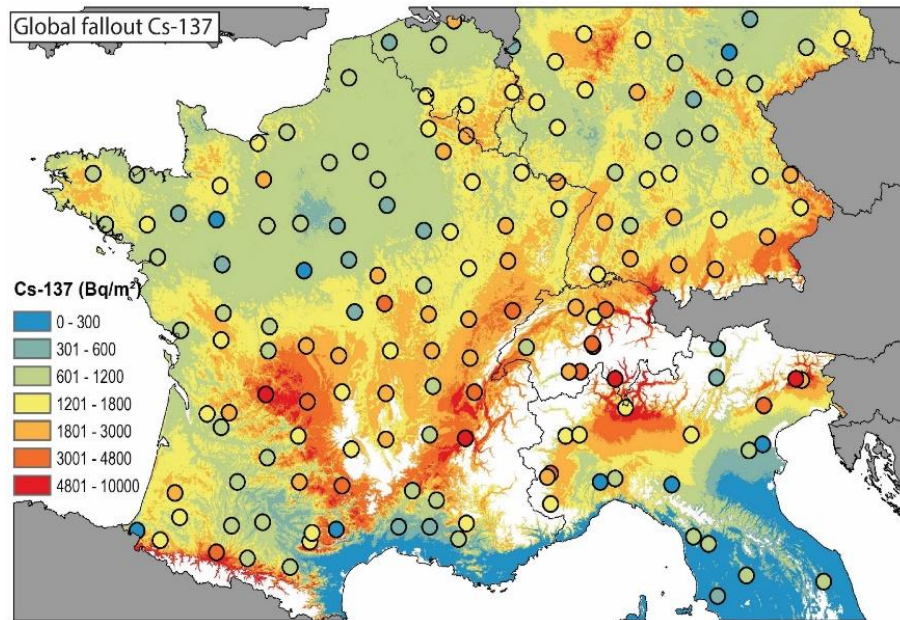 Global fallout Cs-137
Cs-137 (Bq/m²)
0 - 300
301 - 600
601 - 1200
1201 - 1800
1801 - 3000
3001 - 4800
4801 - 10000